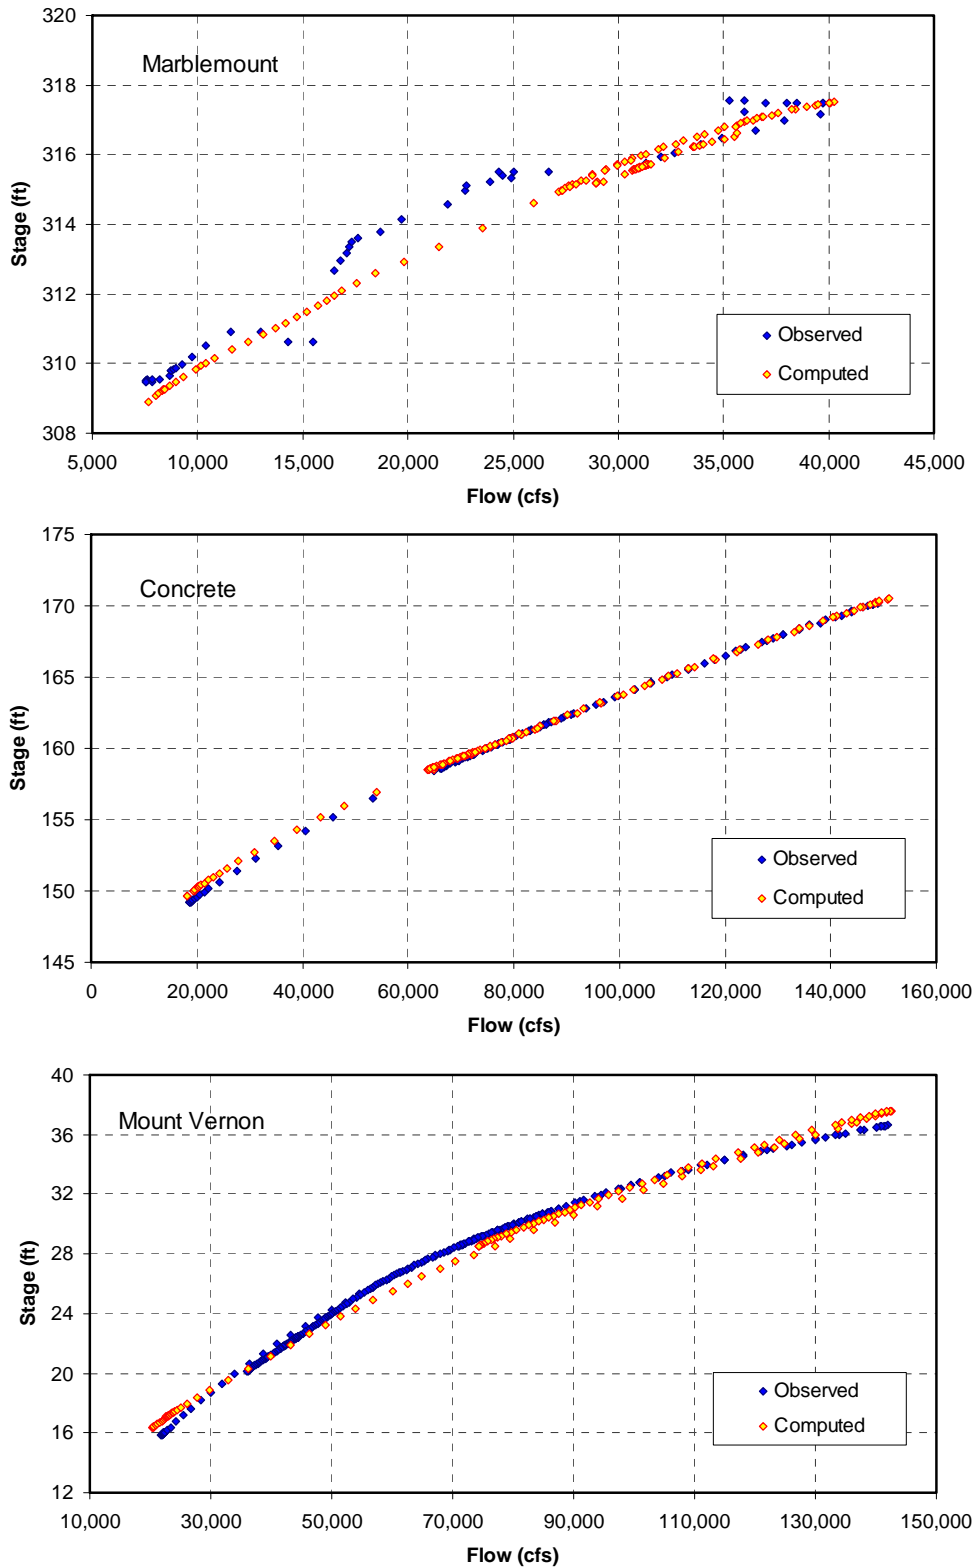 320
Marblemount
318
316
314
312
310
308
Stage (ft)
Observed
Computed
5,000 10,000 15,000 20,000 25,000 30,000 35,000 40,000 45,000
Flow (cfs)
175
Concrete
170
165
160
155
150
145
Stage (ft)
Observed
Computed
0 20,000 40,000 60,000 80,000 100,000 120,000 140,000 160,000
Flow (cfs)
40
Mount Vernon
36
32
28
24
20
16
12
Stage (ft)
Observed
Computed
10,000 30,000 50,000 70,000 90,000 110,000 130,000 150,000
Flow (cfs)